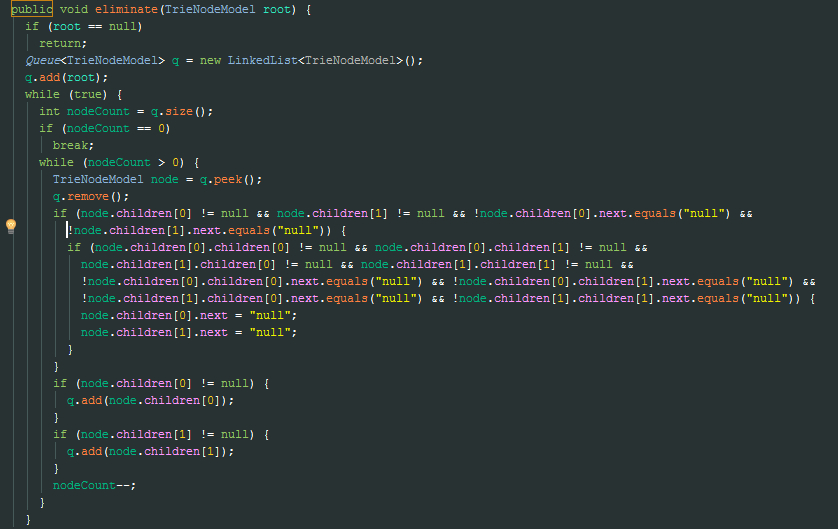 public void eliminate(TrieNodeModel root) {
if (root == null)
return;
Queue<TrieNodeModel> q = new LinkedList<TrieNodeModel>();
q.add(root);
while (true) {
int nodeCount = q.size();
if (nodeCount == 0)
break;
while (nodeCount > 0) {
TrieNodeModel node = q.peek();
q.remove();
if (node.children[0] != null && node.children[1] != null && !node.children[0].next.equals("null") &&
!node.children[1].next.equals("null")) {
if (node.children[0].children[0] != null && node.children[0].children[1] != null &&
node.children[1].children[0] != null && node.children[1].children[1] != null &&
!node.children[0].children[0].next.equals("null") && !node.children[0].children[1].next.equals("null") &&
!node.children[1].children[0].next.equals("null") && !node.children[1].children[1].next.equals("null")) {
node.children[0].next = "null";
node.children[1].next = "null";
}
}
if (node.children[0] != null) {
q.add(node.children[0]);
}
if (node.children[1] != null) {
q.add(node.children[1]);
}
nodeCount--;
}
}